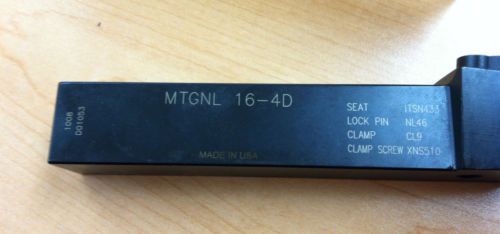 MTGNL 16-4D
SEAT ITSN433
LOCK PIN NL46
CLAMP CL9
CLAMP SCREW XNS510
MADE IN USA
1008
D01053